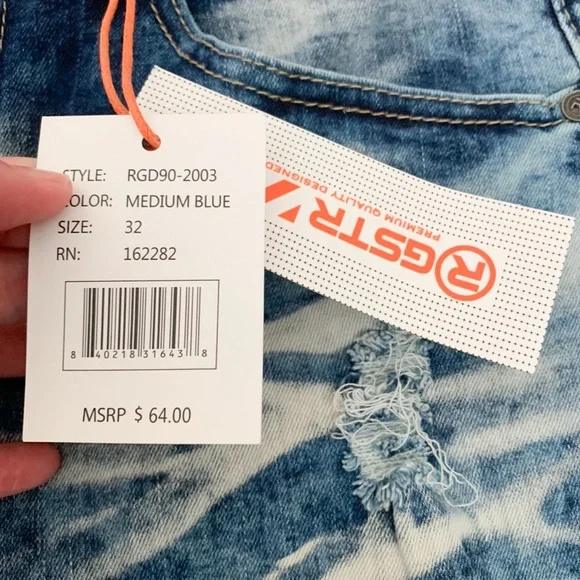 STYLE: RGD90-2003
COLOR: MEDIUM BLUE
SIZE: 32
RN: 162282
8 40218 31643 8
MSRP $ 64.00
RGSTR
PREMIUM QUALITY DESIGNED